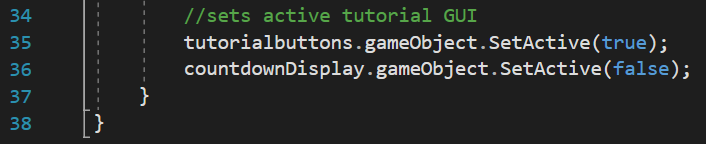 34 //sets active tutorial GUI
35 tutorialbuttons.gameObject.SetActive(true);
36 countdownDisplay.gameObject.SetActive(false);
37 }
38 }